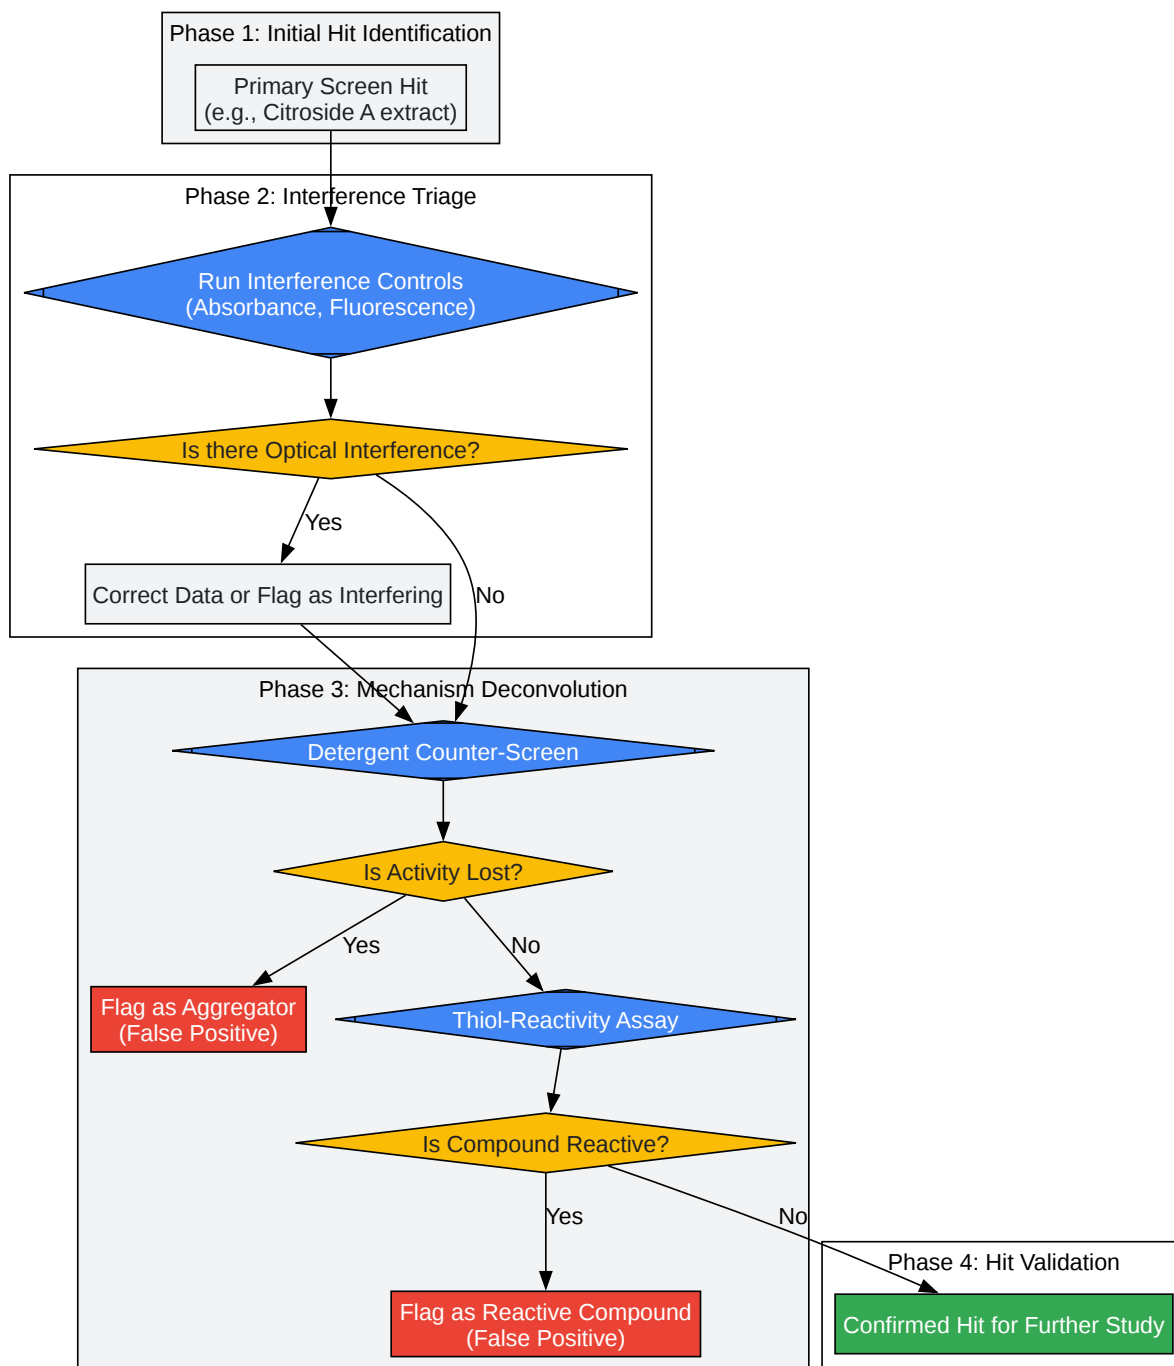 Phase 1: Initial Hit Identification
Primary Screen Hit
(e.g., Citroside A extract)
Phase 2: Interference Triage
Run Interference Controls
(Absorbance, Fluorescence)
Is there Optical Interference?
Yes
No
Correct Data or Flag as Interfering
Phase 3: Mechanism Deconvolution
Detergent Counter-Screen
Is Activity Lost?
Yes
No
Flag as Aggregator
(False Positive)
Thiol-Reactivity Assay
Is Compound Reactive?
Yes
No
Flag as Reactive Compound
(False Positive)
Phase 4: Hit Validation
Confirmed Hit for Further Study